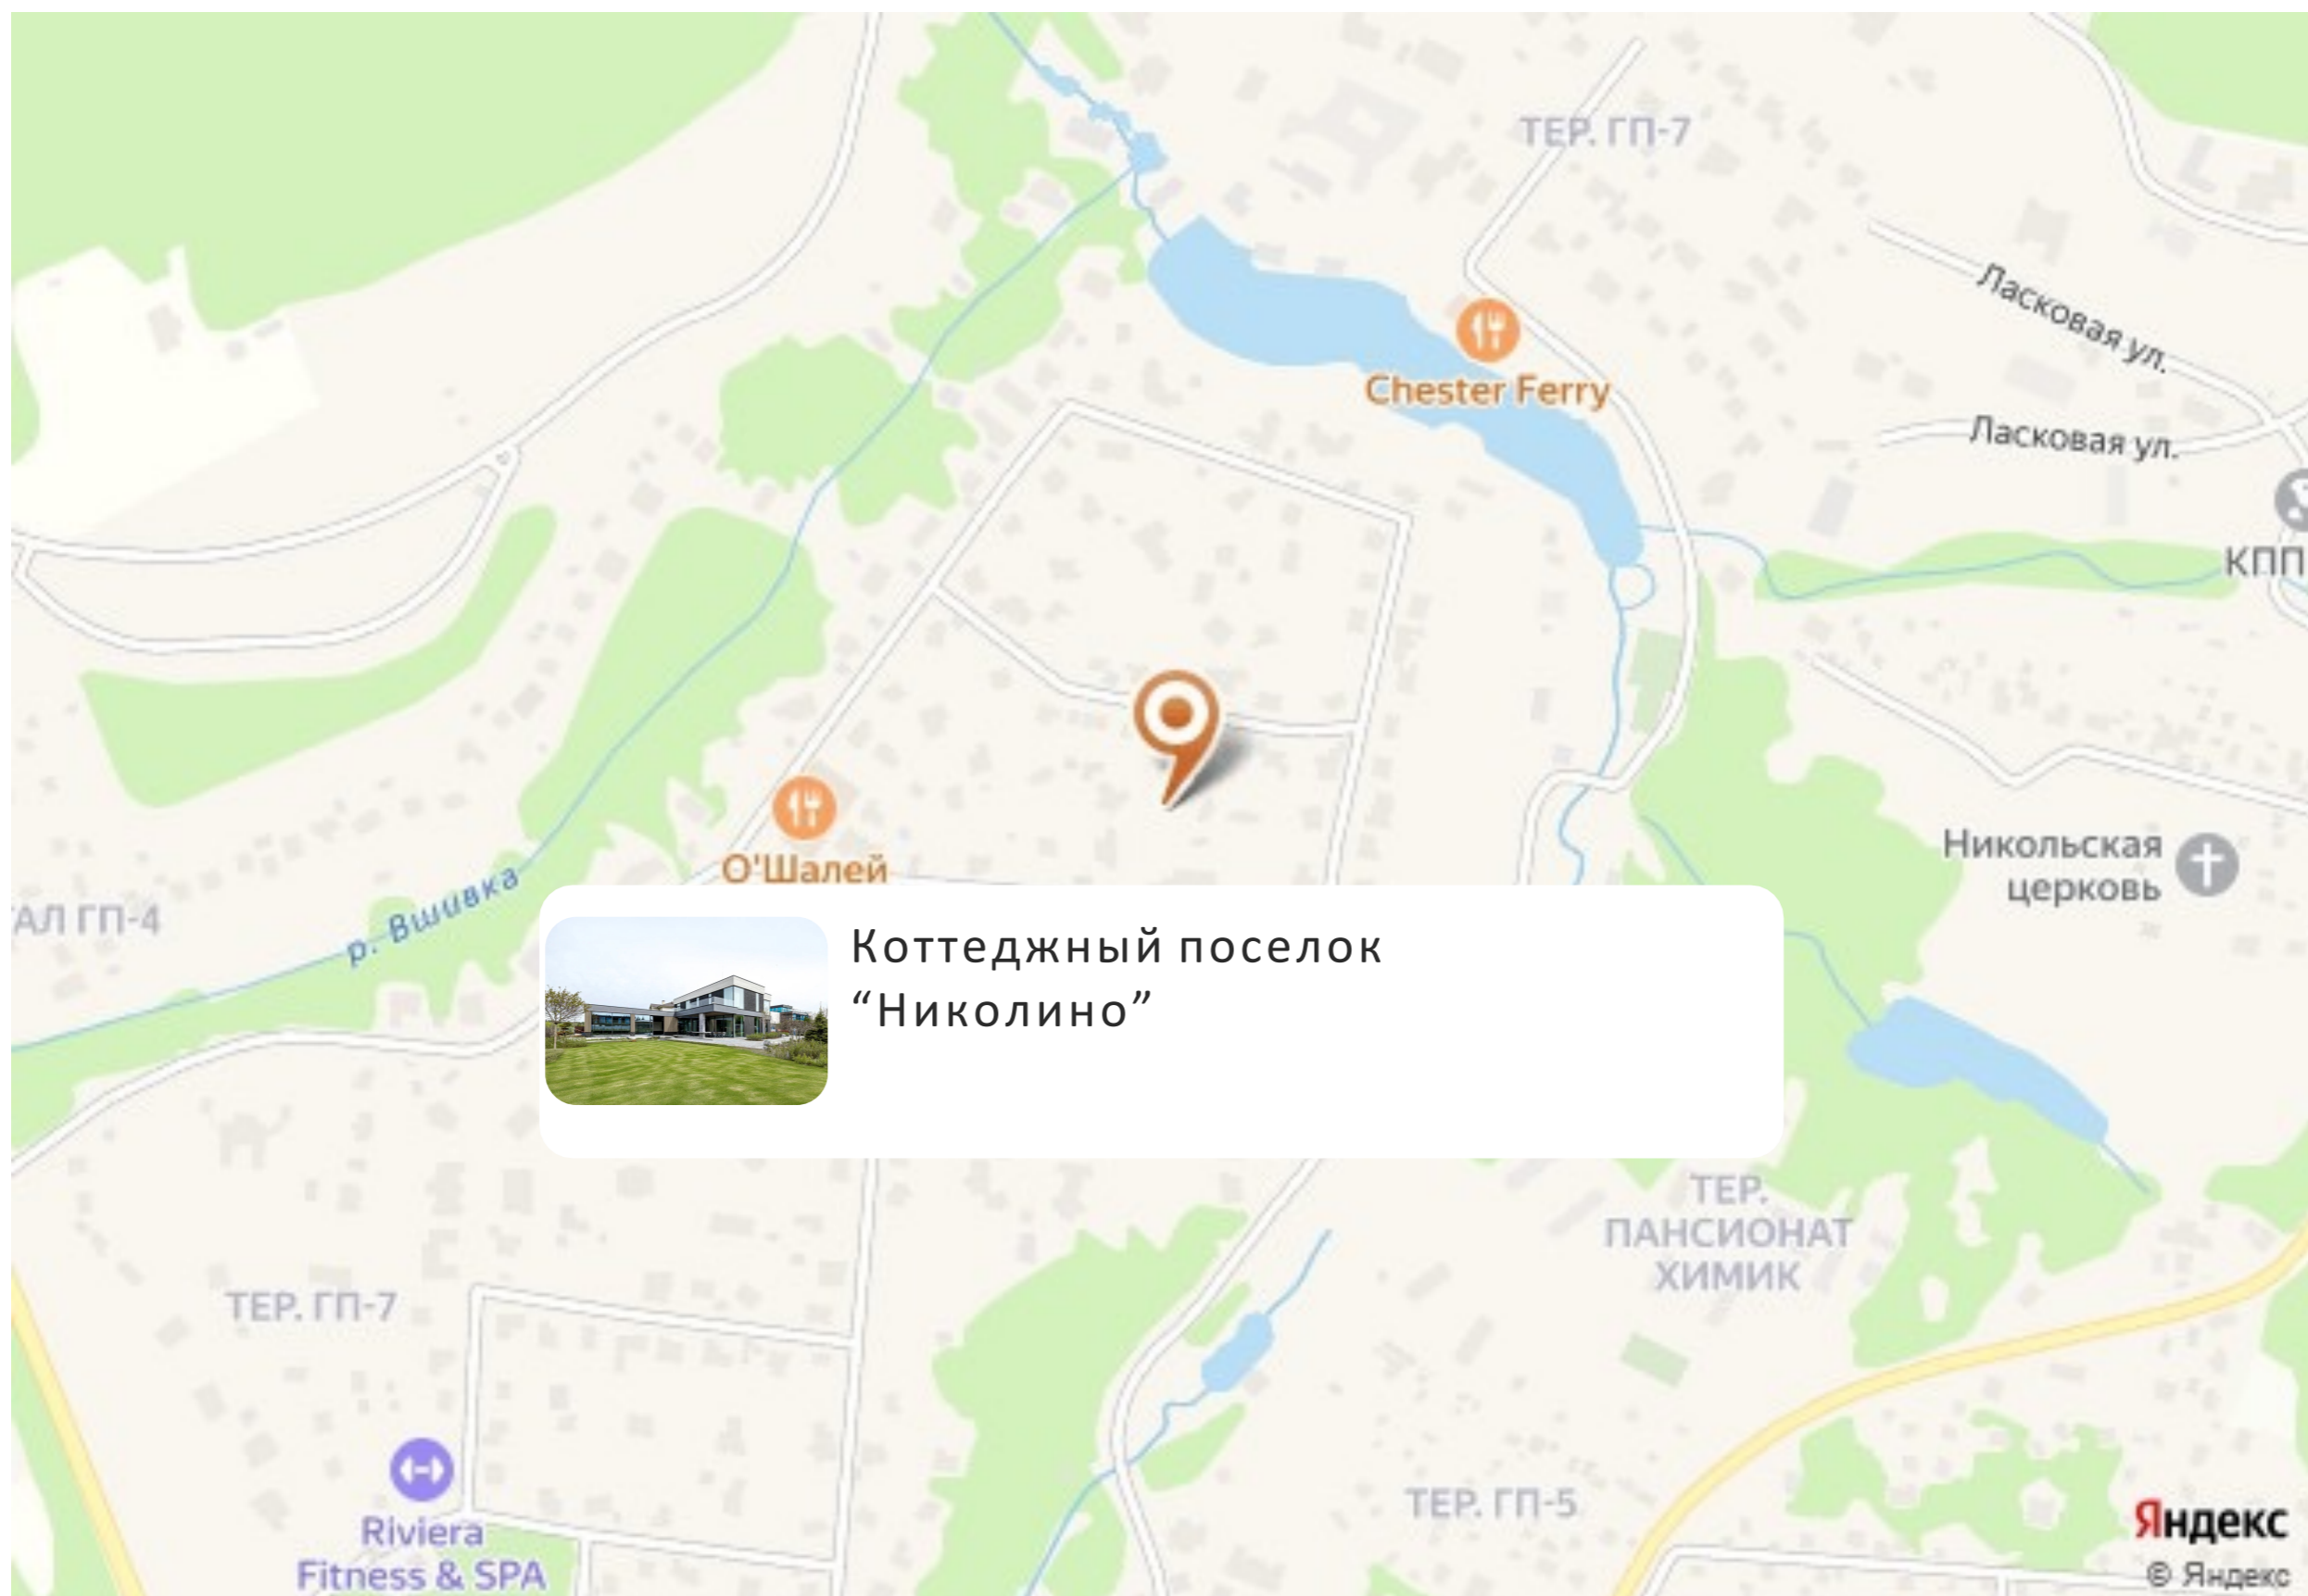 ТЕР. ГП-7
Ласковая ул.
Chester Ferry
Ласковая ул.
КПП
О'Шалей
Никольская
церковь
р. Вшивка
АЛ ГП-4
Коттеджный поселок
“Николино”
ТЕР.
ПАНСИОНАТ
ХИМИК
ТЕР. ГП-7
ТЕР. ГП-5
Riviera
Fitness & SPA
Яндекс
© Яндекс